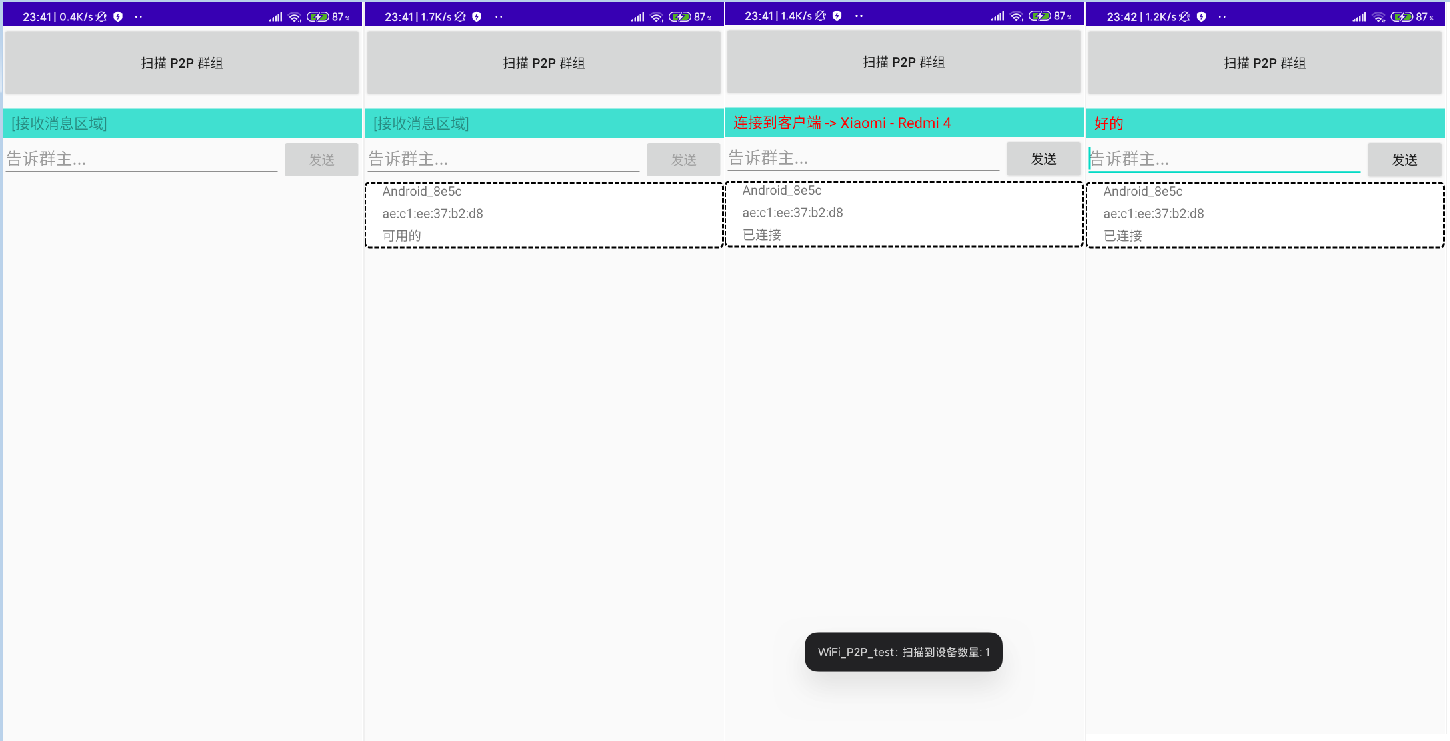 23:41 | 0.4K/s
87%
扫描 P2P 群组
[接收消息区域]
告诉群主...
发送
23:41 | 1.7K/s
87%
扫描 P2P 群组
[接收消息区域]
告诉群主...
发送
Android_8e5c
ae:c1:ee:37:b2:d8
可用的
23:41 | 1.4K/s
87%
扫描 P2P 群组
连接到客户端 -> Xiaomi - Redmi 4
告诉群主...
发送
Android_8e5c
ae:c1:ee:37:b2:d8
已连接
WiFi_P2P_test: 扫描到设备数量: 1
23:42 | 1.2K/s
87%
扫描 P2P 群组
好的
告诉群主...
发送
Android_8e5c
ae:c1:ee:37:b2:d8
已连接